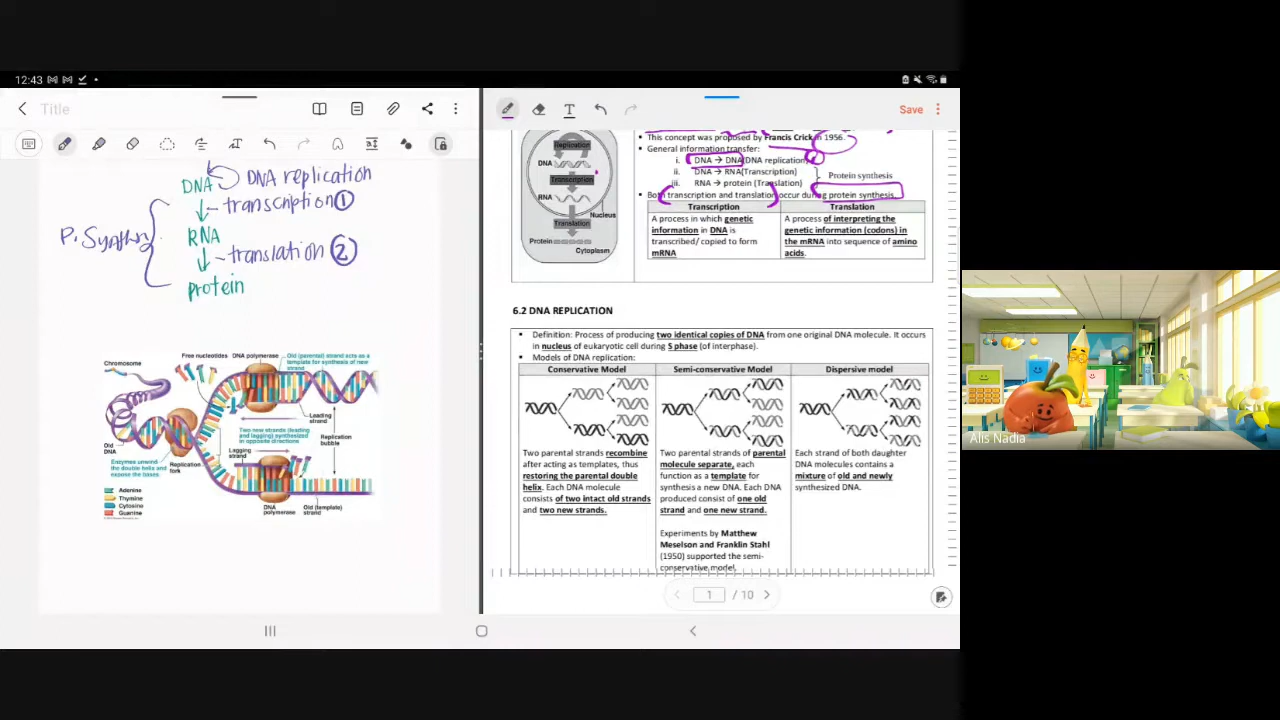 12:43
Title
DNA DNA replication
transcription ①
P. Synthesis
RNA
translation ②
protein
Chromosome
Free nucleotides DNA polymerase
Old (parental) strand acts as a
template for synthesis of new
strand
Leading
strand
Two new strands (leading
and lagging) synthesized in
opposite directions
Replication
bubble
Lagging
strand
Old
DNA
Enzymes unwind
the double helix and
expose the bases
Replication
fork
Adenine
Thymine
Cytosine
Guanine
DNA
polymerase
Old (template)
strand
Save
• This concept was proposed by Francis Crick in 1956.
• General information transfer:
i. DNA → DNA(DNA replication)
ii. DNA → RNA(Transcription)
iii. RNA → protein (Translation)
Protein synthesis
• Both transcription and translation occur during protein synthesis.
Replication
DNA
Transcription
RNA
Nucleus
Translation
Protein
Cytoplasm
Transcription Translation
A process in which genetic
information in DNA is
transcribed/ copied to form
mRNA
A process of interpreting the
genetic information (codons) in
the mRNA into sequence of amino
acids.
6.2 DNA REPLICATION
• Definition: Process of producing two identical copies of DNA from one original DNA molecule. It occurs
in nucleus of eukaryotic cell during S phase (of interphase).
• Models of DNA replication:
Conservative Model Semi-conservative Model Dispersive model
Two parental strands recombine
after acting as templates, thus
restoring the parental double
helix. Each DNA molecule
consists of two intact old strands
and two new strands.
Two parental strands of parental
molecule separate, each
function as a template for
synthesis a new DNA. Each DNA
produced consist of one old
strand and one new strand.
Experiments by Matthew
Meselson and Franklin Stahl
(1950) supported the semi-
conservative model.
Each strand of both daughter
DNA molecules contains a
mixture of old and newly
synthesized DNA.
1 / 10
Alis Nadia